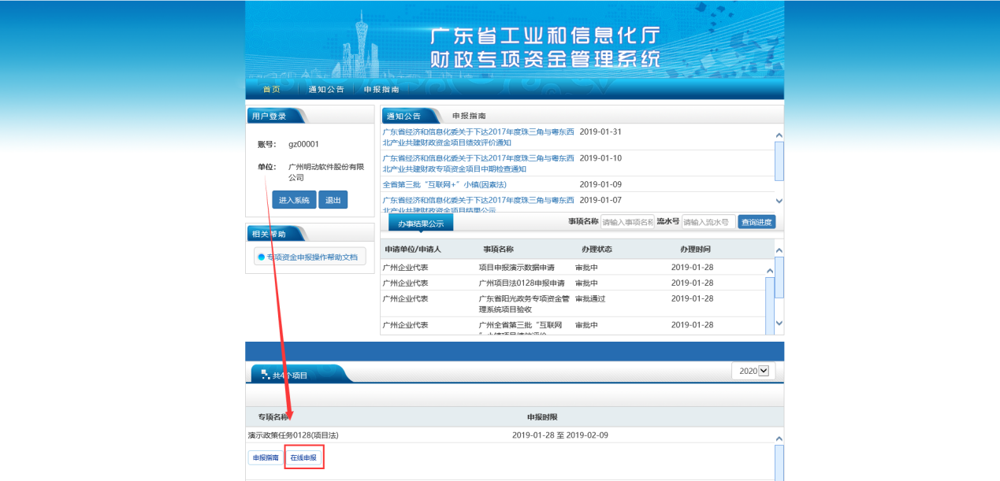 广东省工业和信息化厅
财政专项资金管理系统
首页 通知公告 申报指南
用户登录
账号： gz00001
单位： 广州明动软件股份有限
公司
进入系统 退出
相关帮助
专项资金申报操作帮助文档
通知公告 申报指南
广东省经济和信息化委关于下达2017年度珠三角与粤东西 2019-01-31
北产业共建财政资金项目绩效评价通知
广东省经济和信息化委关于下达2017年度珠三角与粤东西 2019-01-10
北产业共建财政专项资金项目中期检查通知
全省第三批“互联网+”小镇(因素法) 2019-01-09
广东省经济和信息化委关于下达2017年度珠三角与粤东西 2019-01-07
北产业共建财政资金项目结果公示
办事结果公示 事项名称 请输入事项名称 流水号 请输入流水号 查询进度
申请单位/申请人 事项名称 办理状态 办理时间
广州企业代表 项目申报演示数据申请 审批中 2019-01-28
广州企业代表 广州项目法0128申报申请 审批中 2019-01-28
广州企业代表 广东省阳光政务专项资金管 审批通过 2019-01-28
理系统项目验收
广州企业代表 广州全省第三批“互联网 审批中 2019-01-28
”小镇项目绩效评价
共4个项目 2020
专项名称 申报时限
演示政策任务0128(项目法) 2019-01-28 至 2019-02-09
申报指南 在线申报